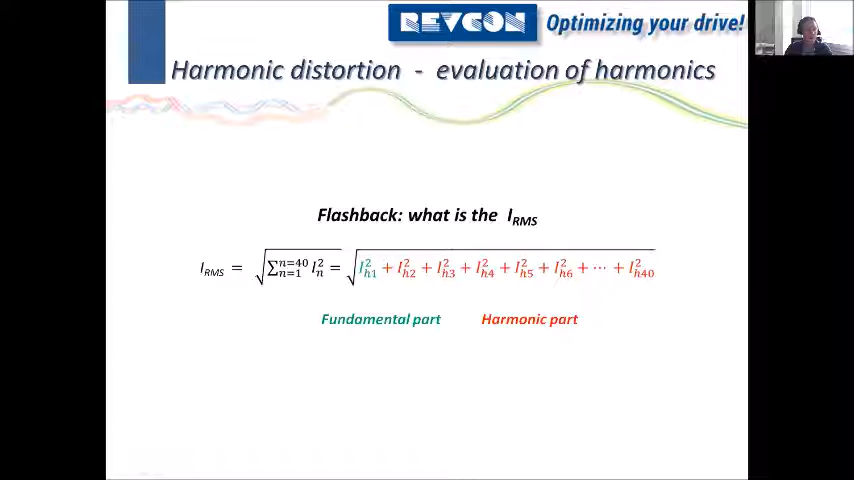 REVCON Optimizing your drive!
Harmonic distortion - evaluation of harmonics
Flashback: what is the I_RMS
I_RMS = √(∑_{n=1}^{n=40} I_n^2) = √(I_{h1}^2 + I_{h2}^2 + I_{h3}^2 + I_{h4}^2 + I_{h5}^2 + I_{h6}^2 + ⋯ + I_{h40}^2)
Fundamental part Harmonic part